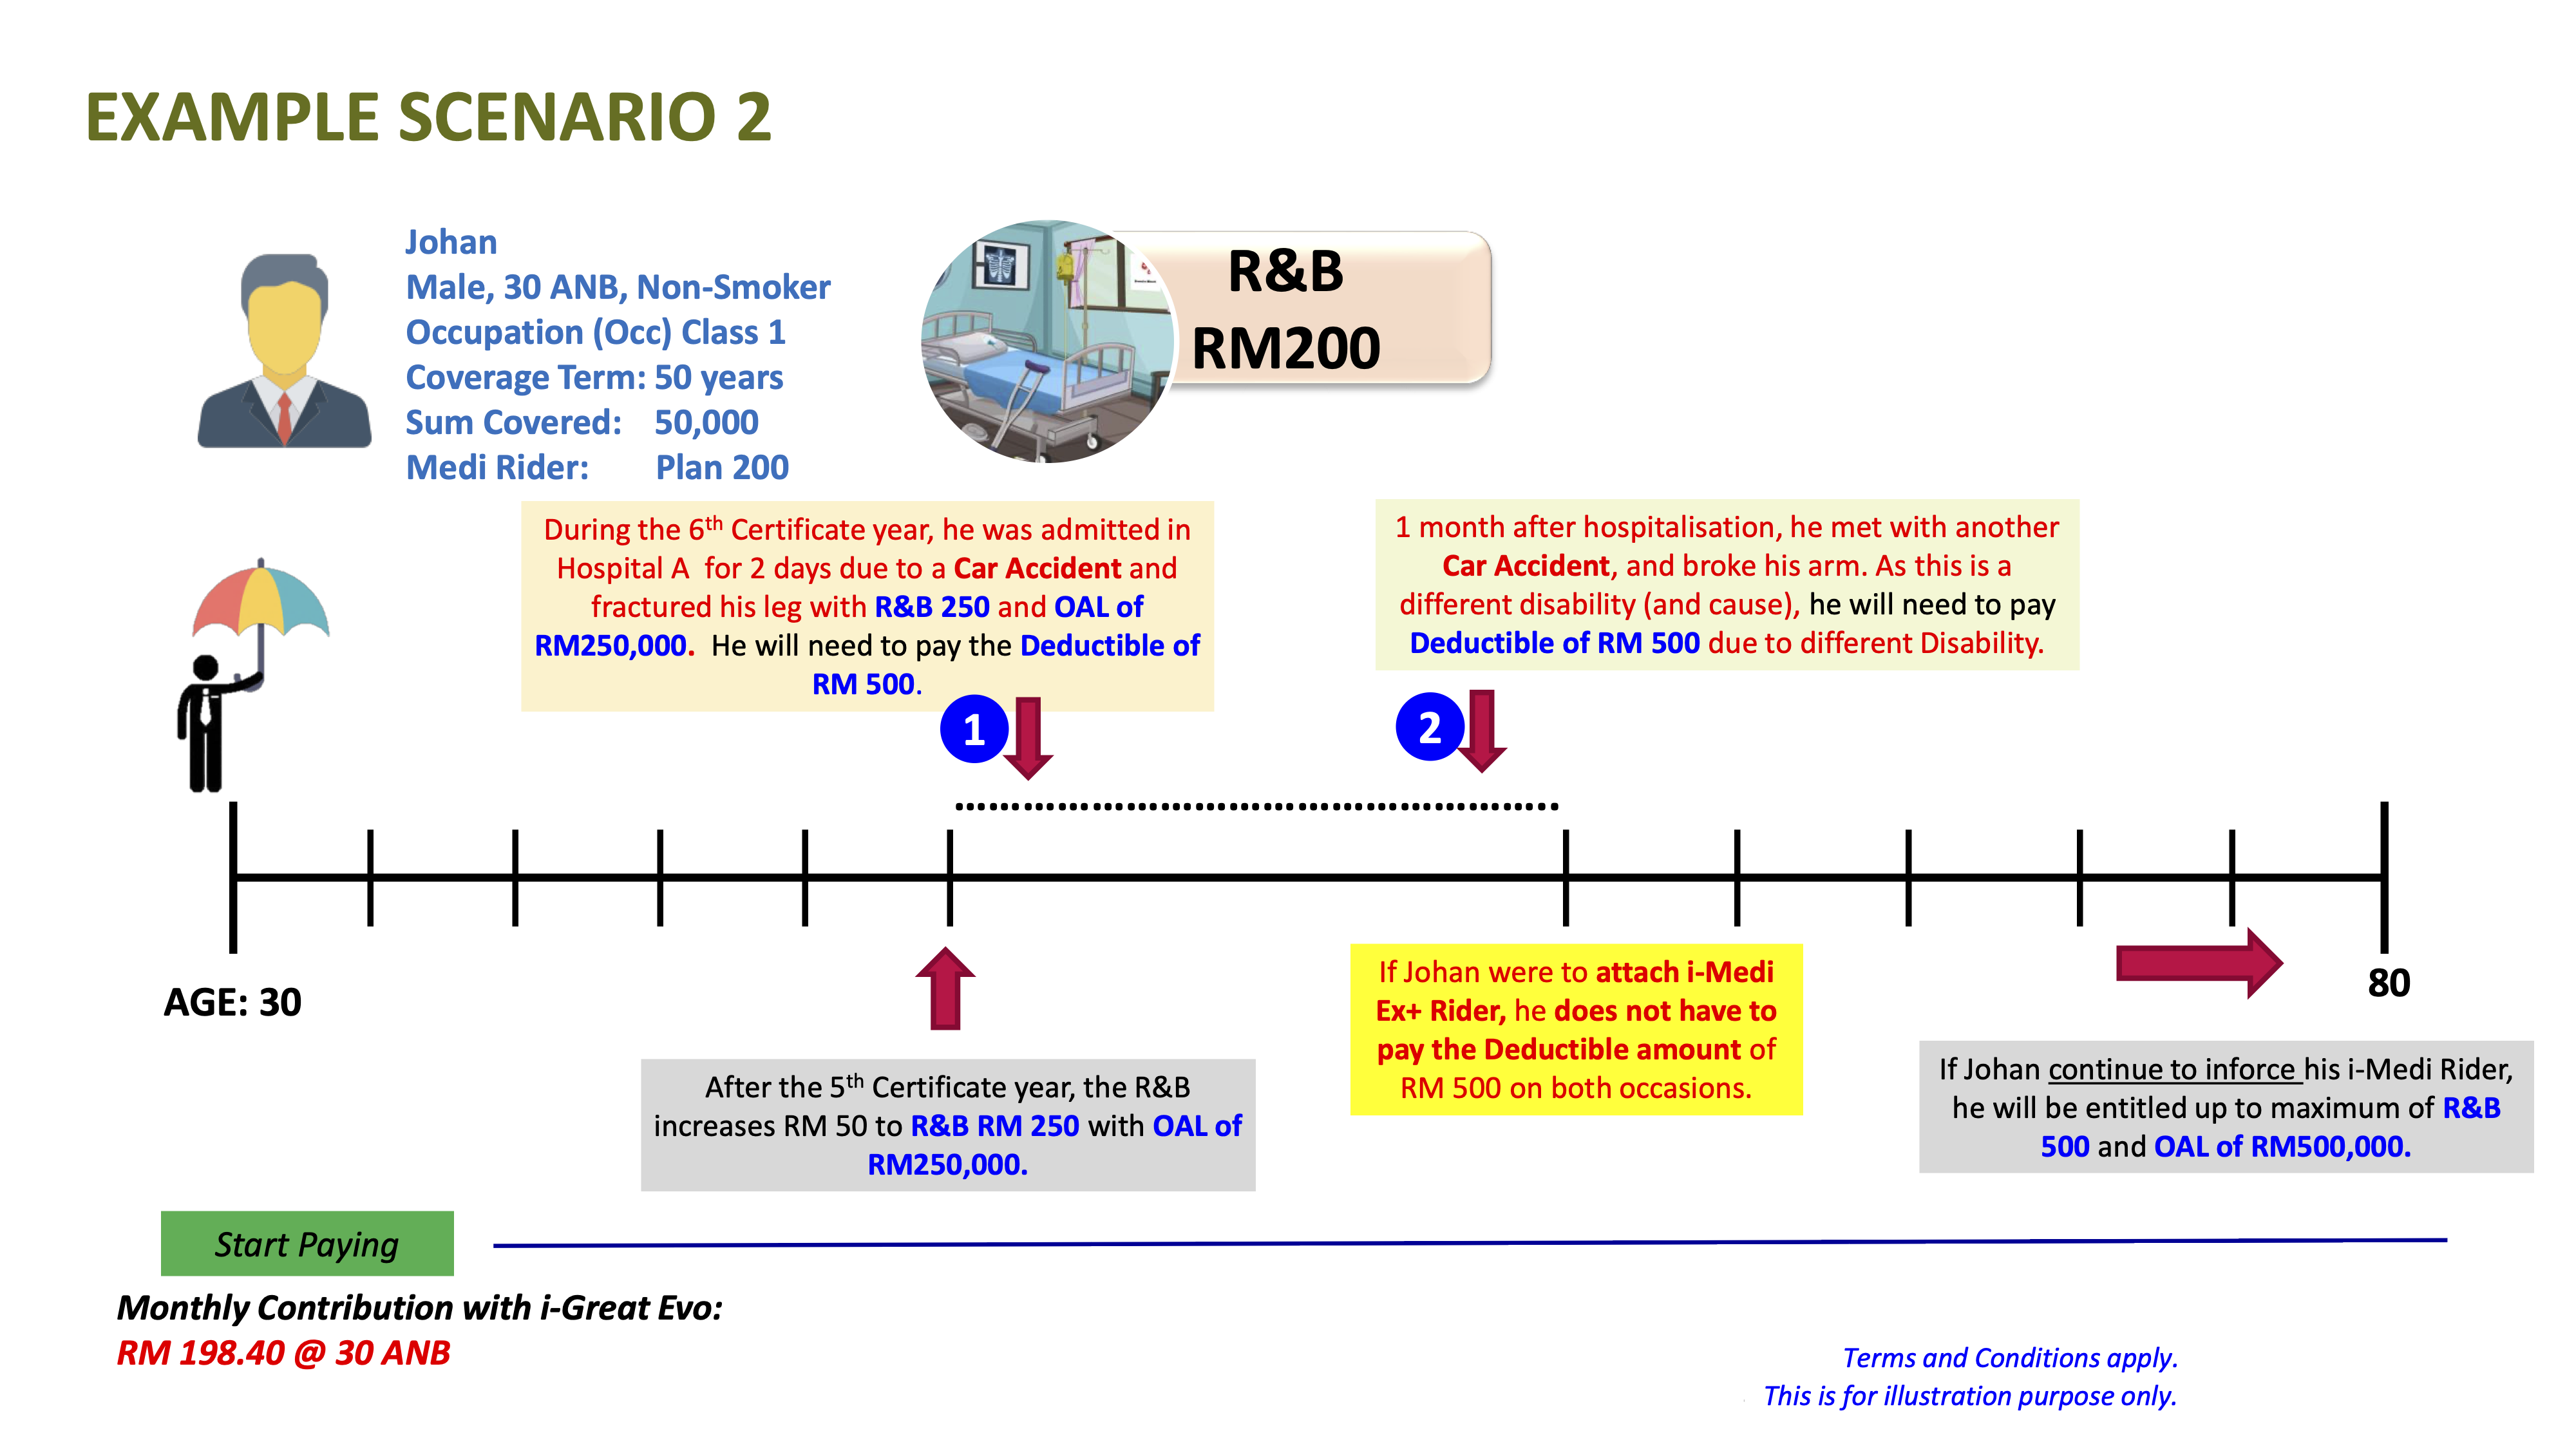 EXAMPLE SCENARIO 2
Johan
Male, 30 ANB, Non-Smoker
Occupation (Occ) Class 1
Coverage Term: 50 years
Sum Covered: 50,000
Medi Rider: Plan 200
R&B
RM200
During the 6th Certificate year, he was admitted in
Hospital A for 2 days due to a Car Accident and
fractured his leg with R&B 250 and OAL of
RM250,000. He will need to pay the Deductible of
RM 500.
1 month after hospitalisation, he met with another
Car Accident, and broke his arm. As this is a
different disability (and cause), he will need to pay
Deductible of RM 500 due to different Disability.
1
2
AGE: 30
80
After the 5th Certificate year, the R&B
increases RM 50 to R&B RM 250 with OAL of
RM250,000.
If Johan were to attach i-Medi
Ex+ Rider, he does not have to
pay the Deductible amount of
RM 500 on both occasions.
If Johan continue to inforce his i-Medi Rider,
he will be entitled up to maximum of R&B
500 and OAL of RM500,000.
Start Paying
Monthly Contribution with i-Great Evo:
RM 198.40 @ 30 ANB
Terms and Conditions apply.
This is for illustration purpose only.